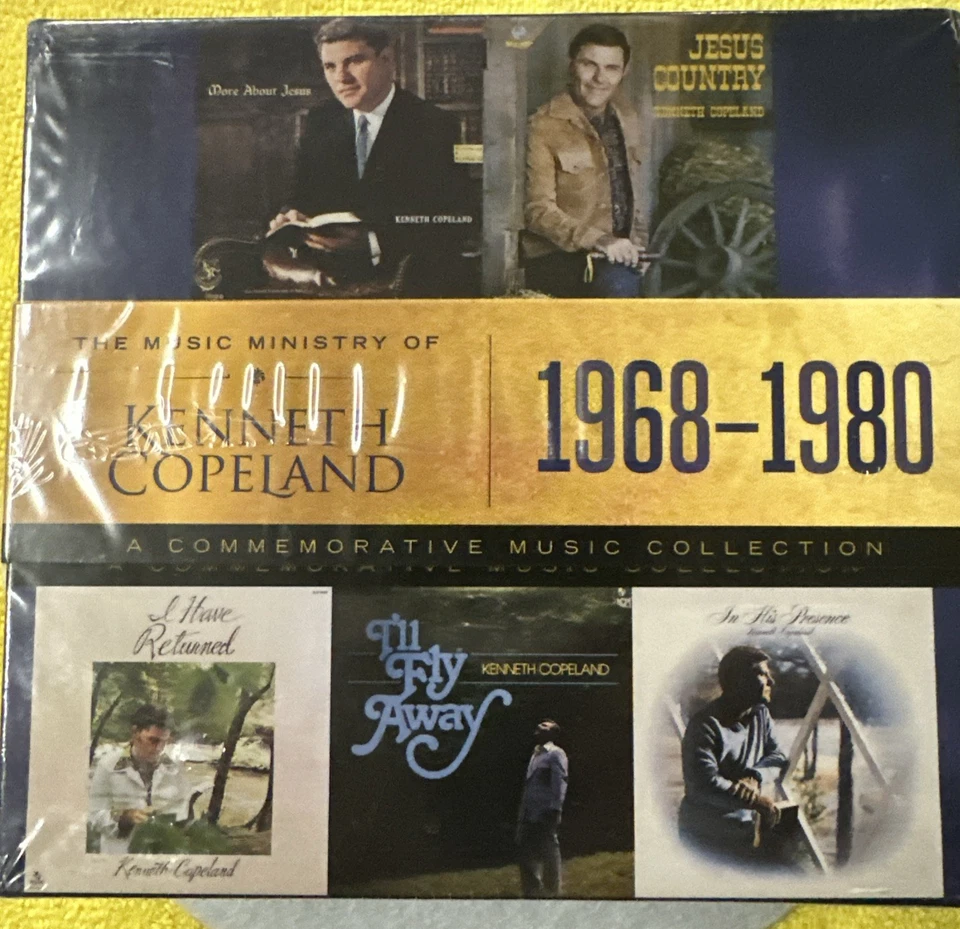 More About Jesus
KENNETH COPELAND
JESUS
COUNTRY
KENNETH COPELAND
THE MUSIC MINISTRY OF
KENNETH
COPELAND
1968–1980
A COMMEMORATIVE MUSIC COLLECTION
I Have
Returned
Kenneth Copeland
I'll
Fly
Away
KENNETH COPELAND
In His Presence
Kenneth Copeland